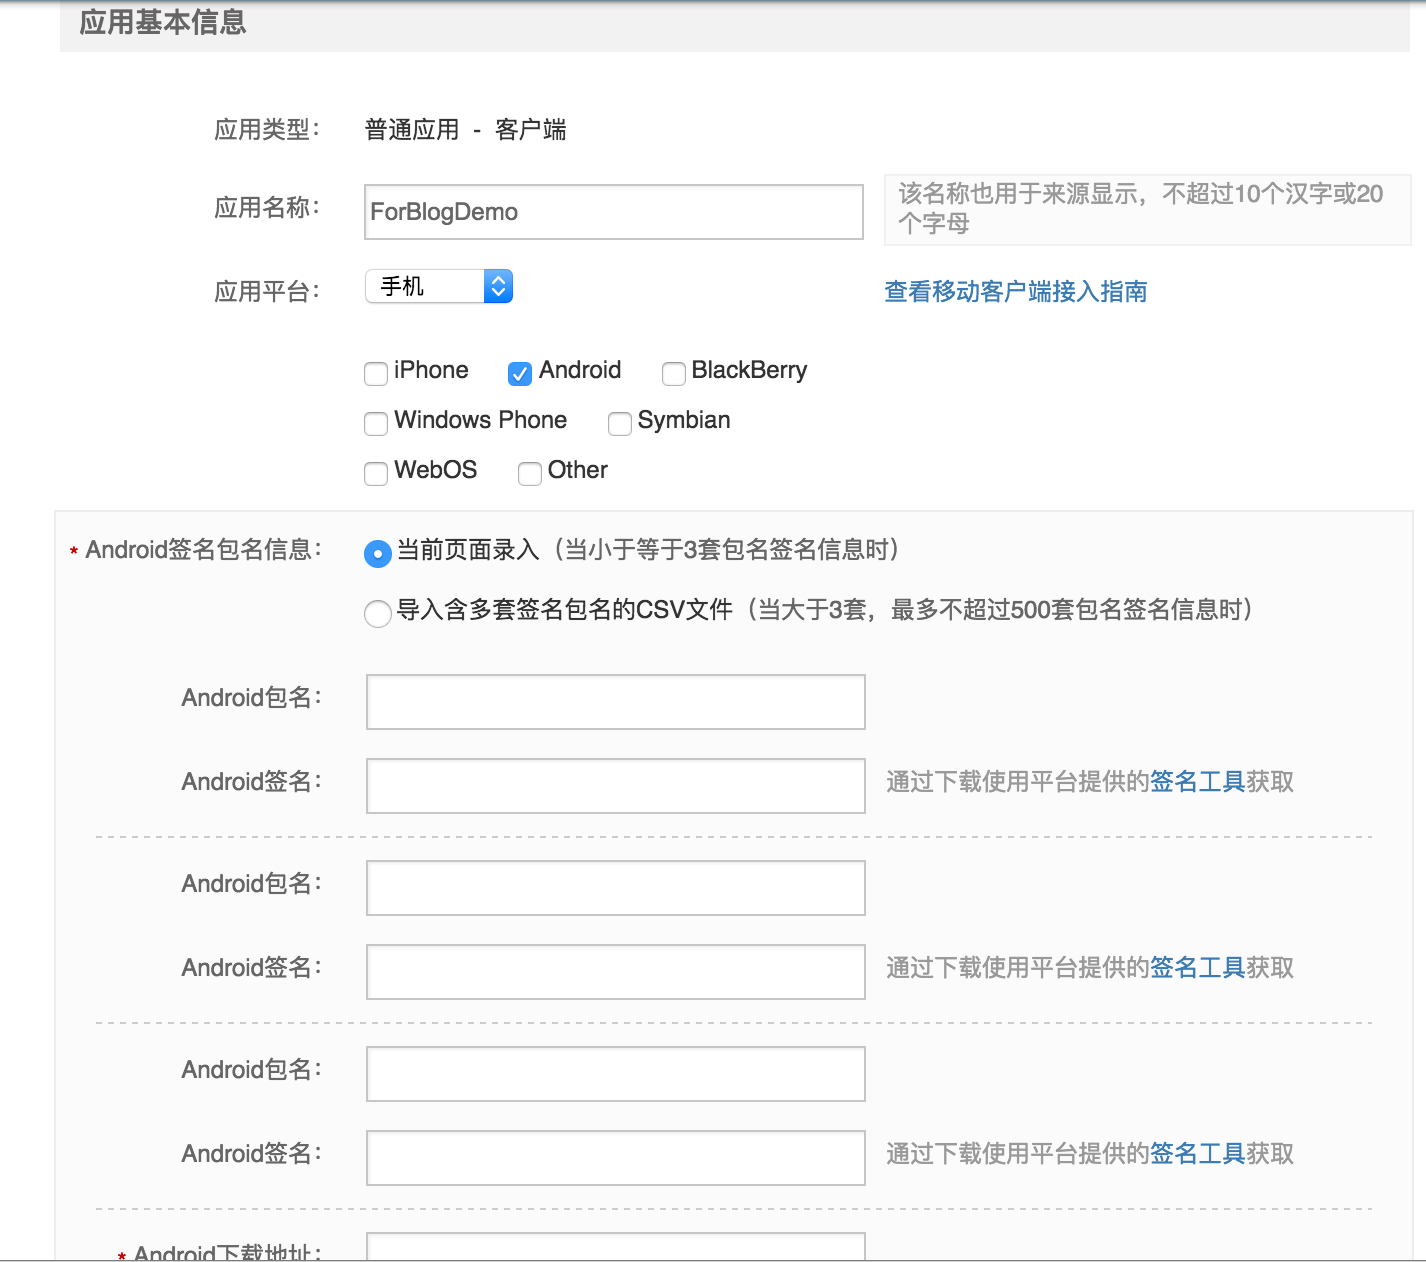 应用基本信息
应用类型： 普通应用 - 客户端
应用名称： ForBlogDemo 该名称也用于来源显示，不超过10个汉字或20
个字母
应用平台： 手机 查看移动客户端接入指南
iPhone Android BlackBerry
Windows Phone Symbian
WebOS Other
* Android签名包名信息： 当前页面录入（当小于等于3套包名签名信息时）
导入含多套签名包名的CSV文件（当大于3套，最多不超过500套包名签名信息时）
Android包名：
Android签名： 通过下载使用平台提供的签名工具获取
Android包名：
Android签名： 通过下载使用平台提供的签名工具获取
Android包名：
Android签名： 通过下载使用平台提供的签名工具获取
* Android下载地址：